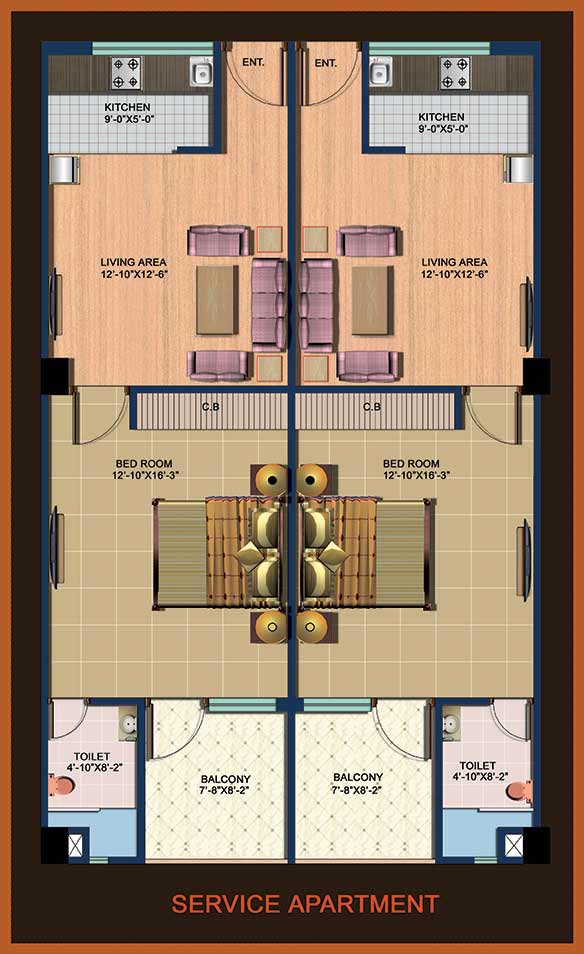 ENT.
ENT.
KITCHEN
9'-0"X5'-0"
KITCHEN
9'-0"X5'-0"
LIVING AREA
12'-10"X12'-6"
LIVING AREA
12'-10"X12'-6"
C.B
C.B
BED ROOM
12'-10"X16'-3"
BED ROOM
12'-10"X16'-3"
TOILET
4'-10"X8'-2"
BALCONY
7'-8"X8'-2"
BALCONY
7'-8"X8'-2"
TOILET
4'-10"X8'-2"
SERVICE APARTMENT